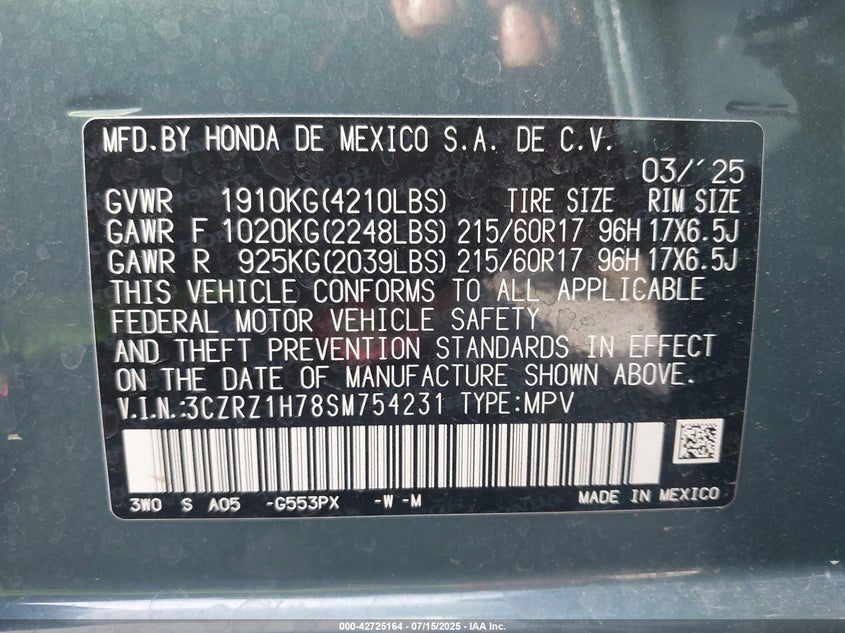 MFD.BY HONDA DE MEXICO S.A. DE C.V.
03/'25
GVWR 1910KG(4210LBS) TIRE SIZE RIM SIZE
GAWR F 1020KG(2248LBS) 215/60R17 96H 17X6.5J
GAWR R 925KG(2039LBS) 215/60R17 96H 17X6.5J
THIS VEHICLE CONFORMS TO ALL APPLICABLE
FEDERAL MOTOR VEHICLE SAFETY
AND THEFT PREVENTION STANDARDS IN EFFECT
ON THE DATE OF MANUFACTURE SHOWN ABOVE.
V.I.N.:3CZRZ1H78SM754231 TYPE:MPV
3W0 S A05 -G553PX -W -M MADE IN MEXICO
000-42725164 - 07/15/2025 - IAA Inc.